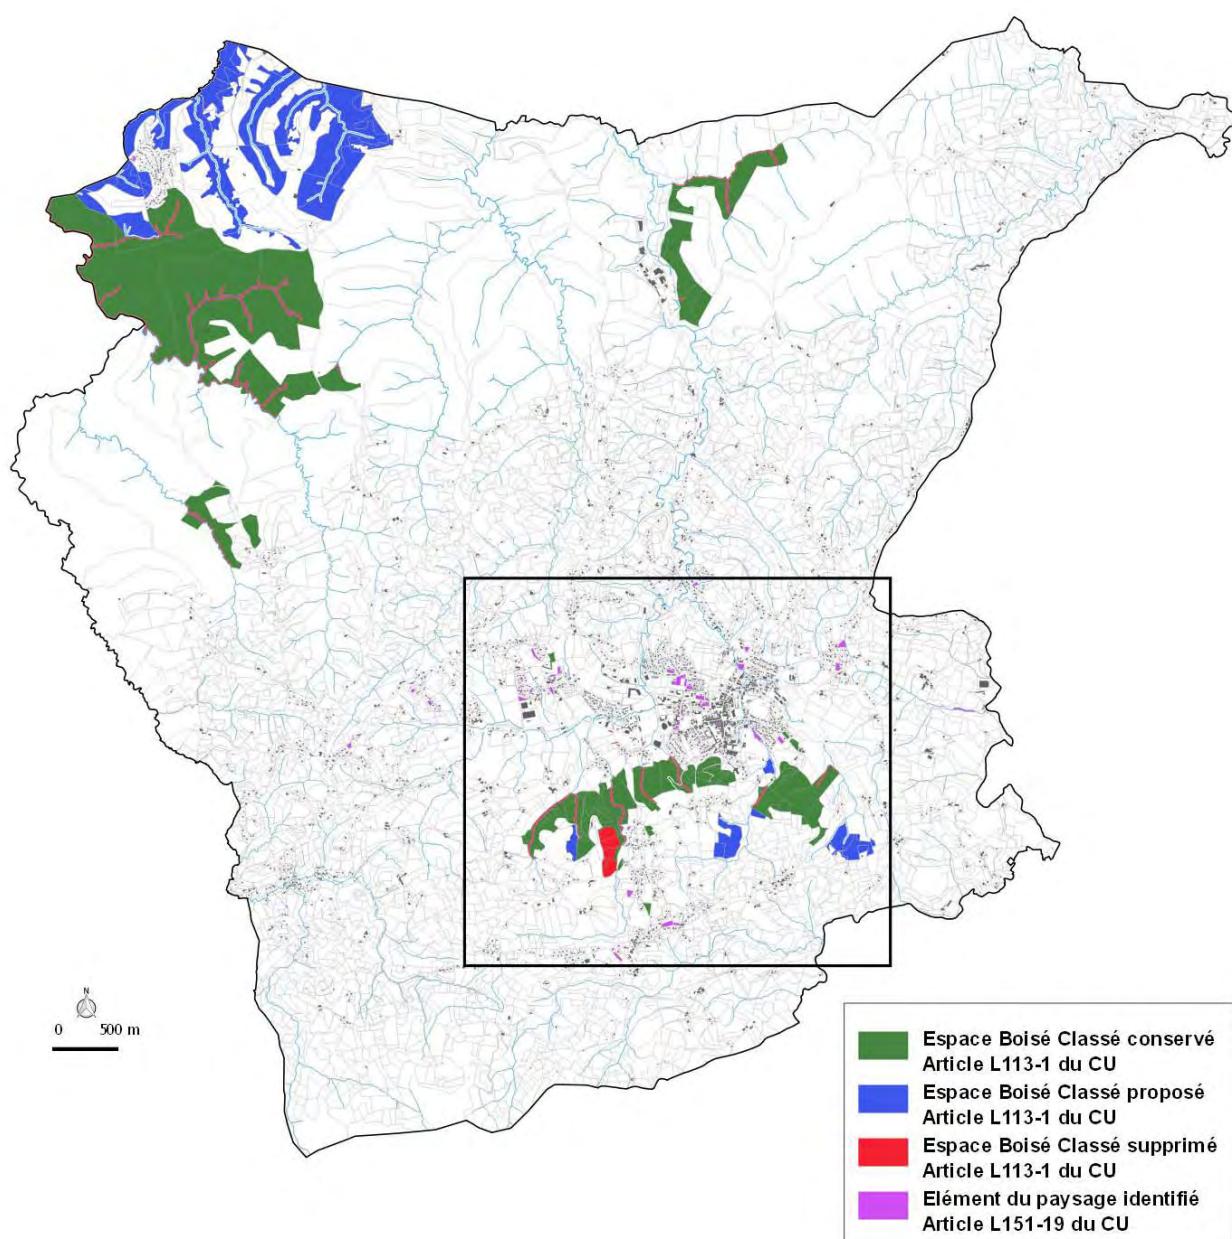 N
0 500 m
Espace Boisé Classé conservé
Article L113-1 du CU
Espace Boisé Classé proposé
Article L113-1 du CU
Espace Boisé Classé supprimé
Article L113-1 du CU
Elément du paysage identifié
Article L151-19 du CU